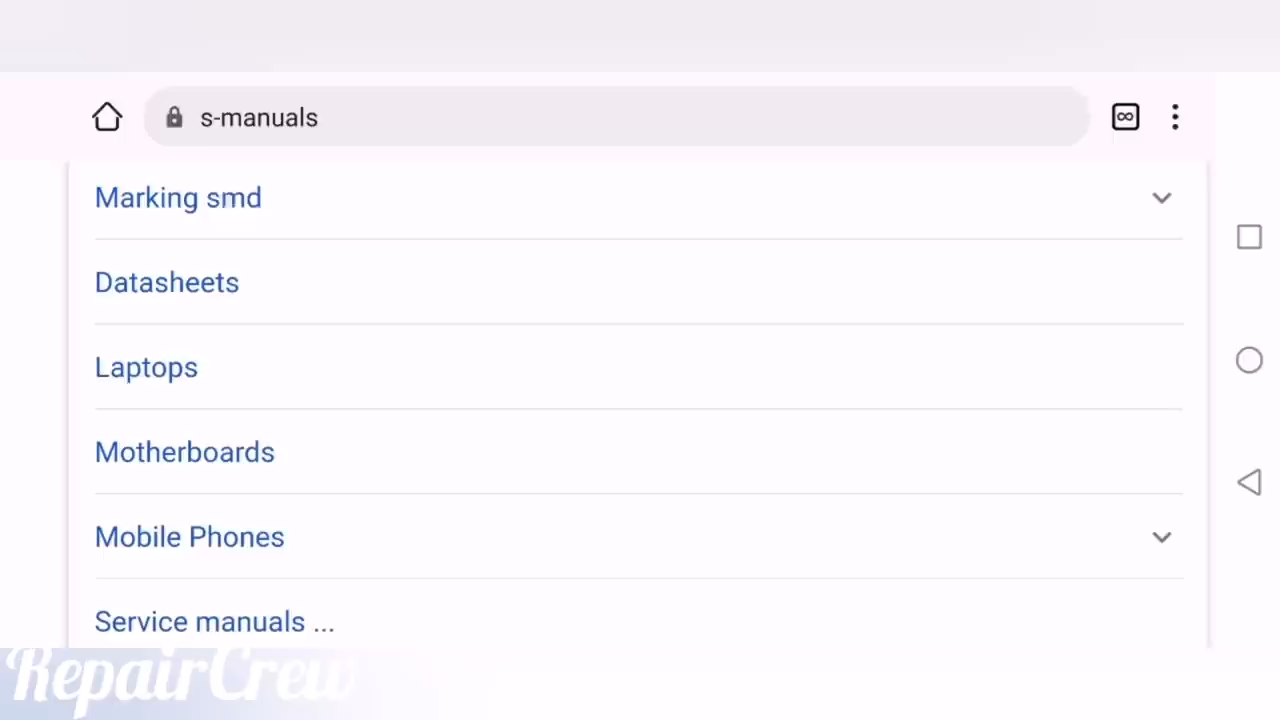 s-manuals
Marking smd
Datasheets
Laptops
Motherboards
Mobile Phones
Service manuals ...
RepairCrew